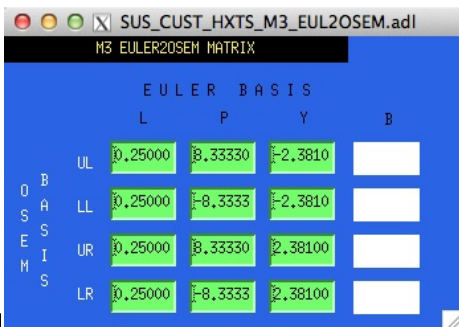 SUS_CUST_HXTS_M3_EUL2OSEM.adl
M3 EULER2OSEM MATRIX
EULER BASIS
L P Y B
OSEM BASIS
UL 0.25000 8.33330 -2.3810
LL 0.25000 -8.3333 -2.3810
UR 0.25000 8.33330 2.38100
LR 0.25000 -8.3333 2.38100